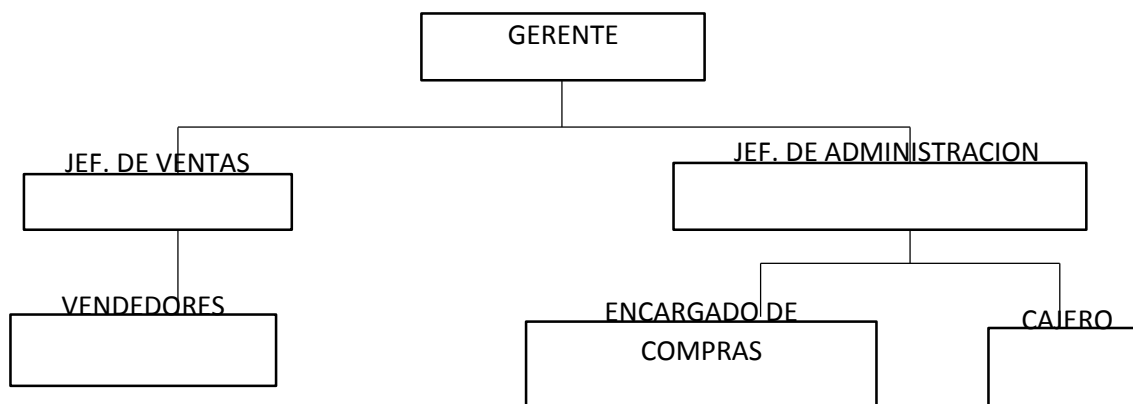 GERENTE
JEF. DE VENTAS
JEF. DE ADMINISTRACION
VENDEDORES
ENCARGADO DE
COMPRAS
CAJERO